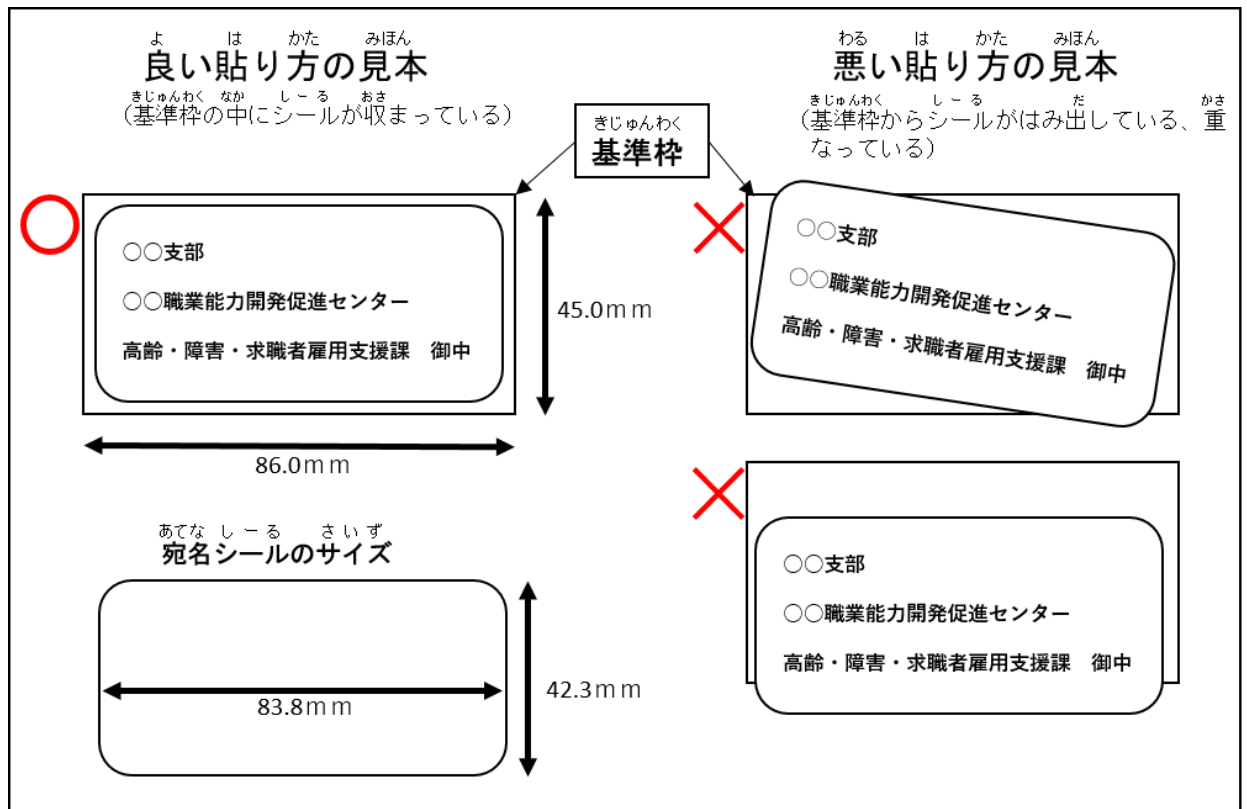 よ は かた みほん
良い貼り方の見本
きじゅんわく なか しーる おさ
（基準枠の中にシールが収まっている）
きじゅんわく
基準枠
わる は かた みほん
悪い貼り方の見本
きじゅんわく しーる だ かさ
（基準枠からシールがはみ出している、重
なっている）
○○支部
○○職業能力開発促進センター
高齢・障害・求職者雇用支援課　御中
45.0ｍｍ
86.0ｍｍ
○○支部
○○職業能力開発促進センター
高齢・障害・求職者雇用支援課　御中
あてな しーる さいず
宛名シールのサイズ
83.8ｍｍ
42.3ｍｍ
○○支部
○○職業能力開発促進センター
高齢・障害・求職者雇用支援課　御中